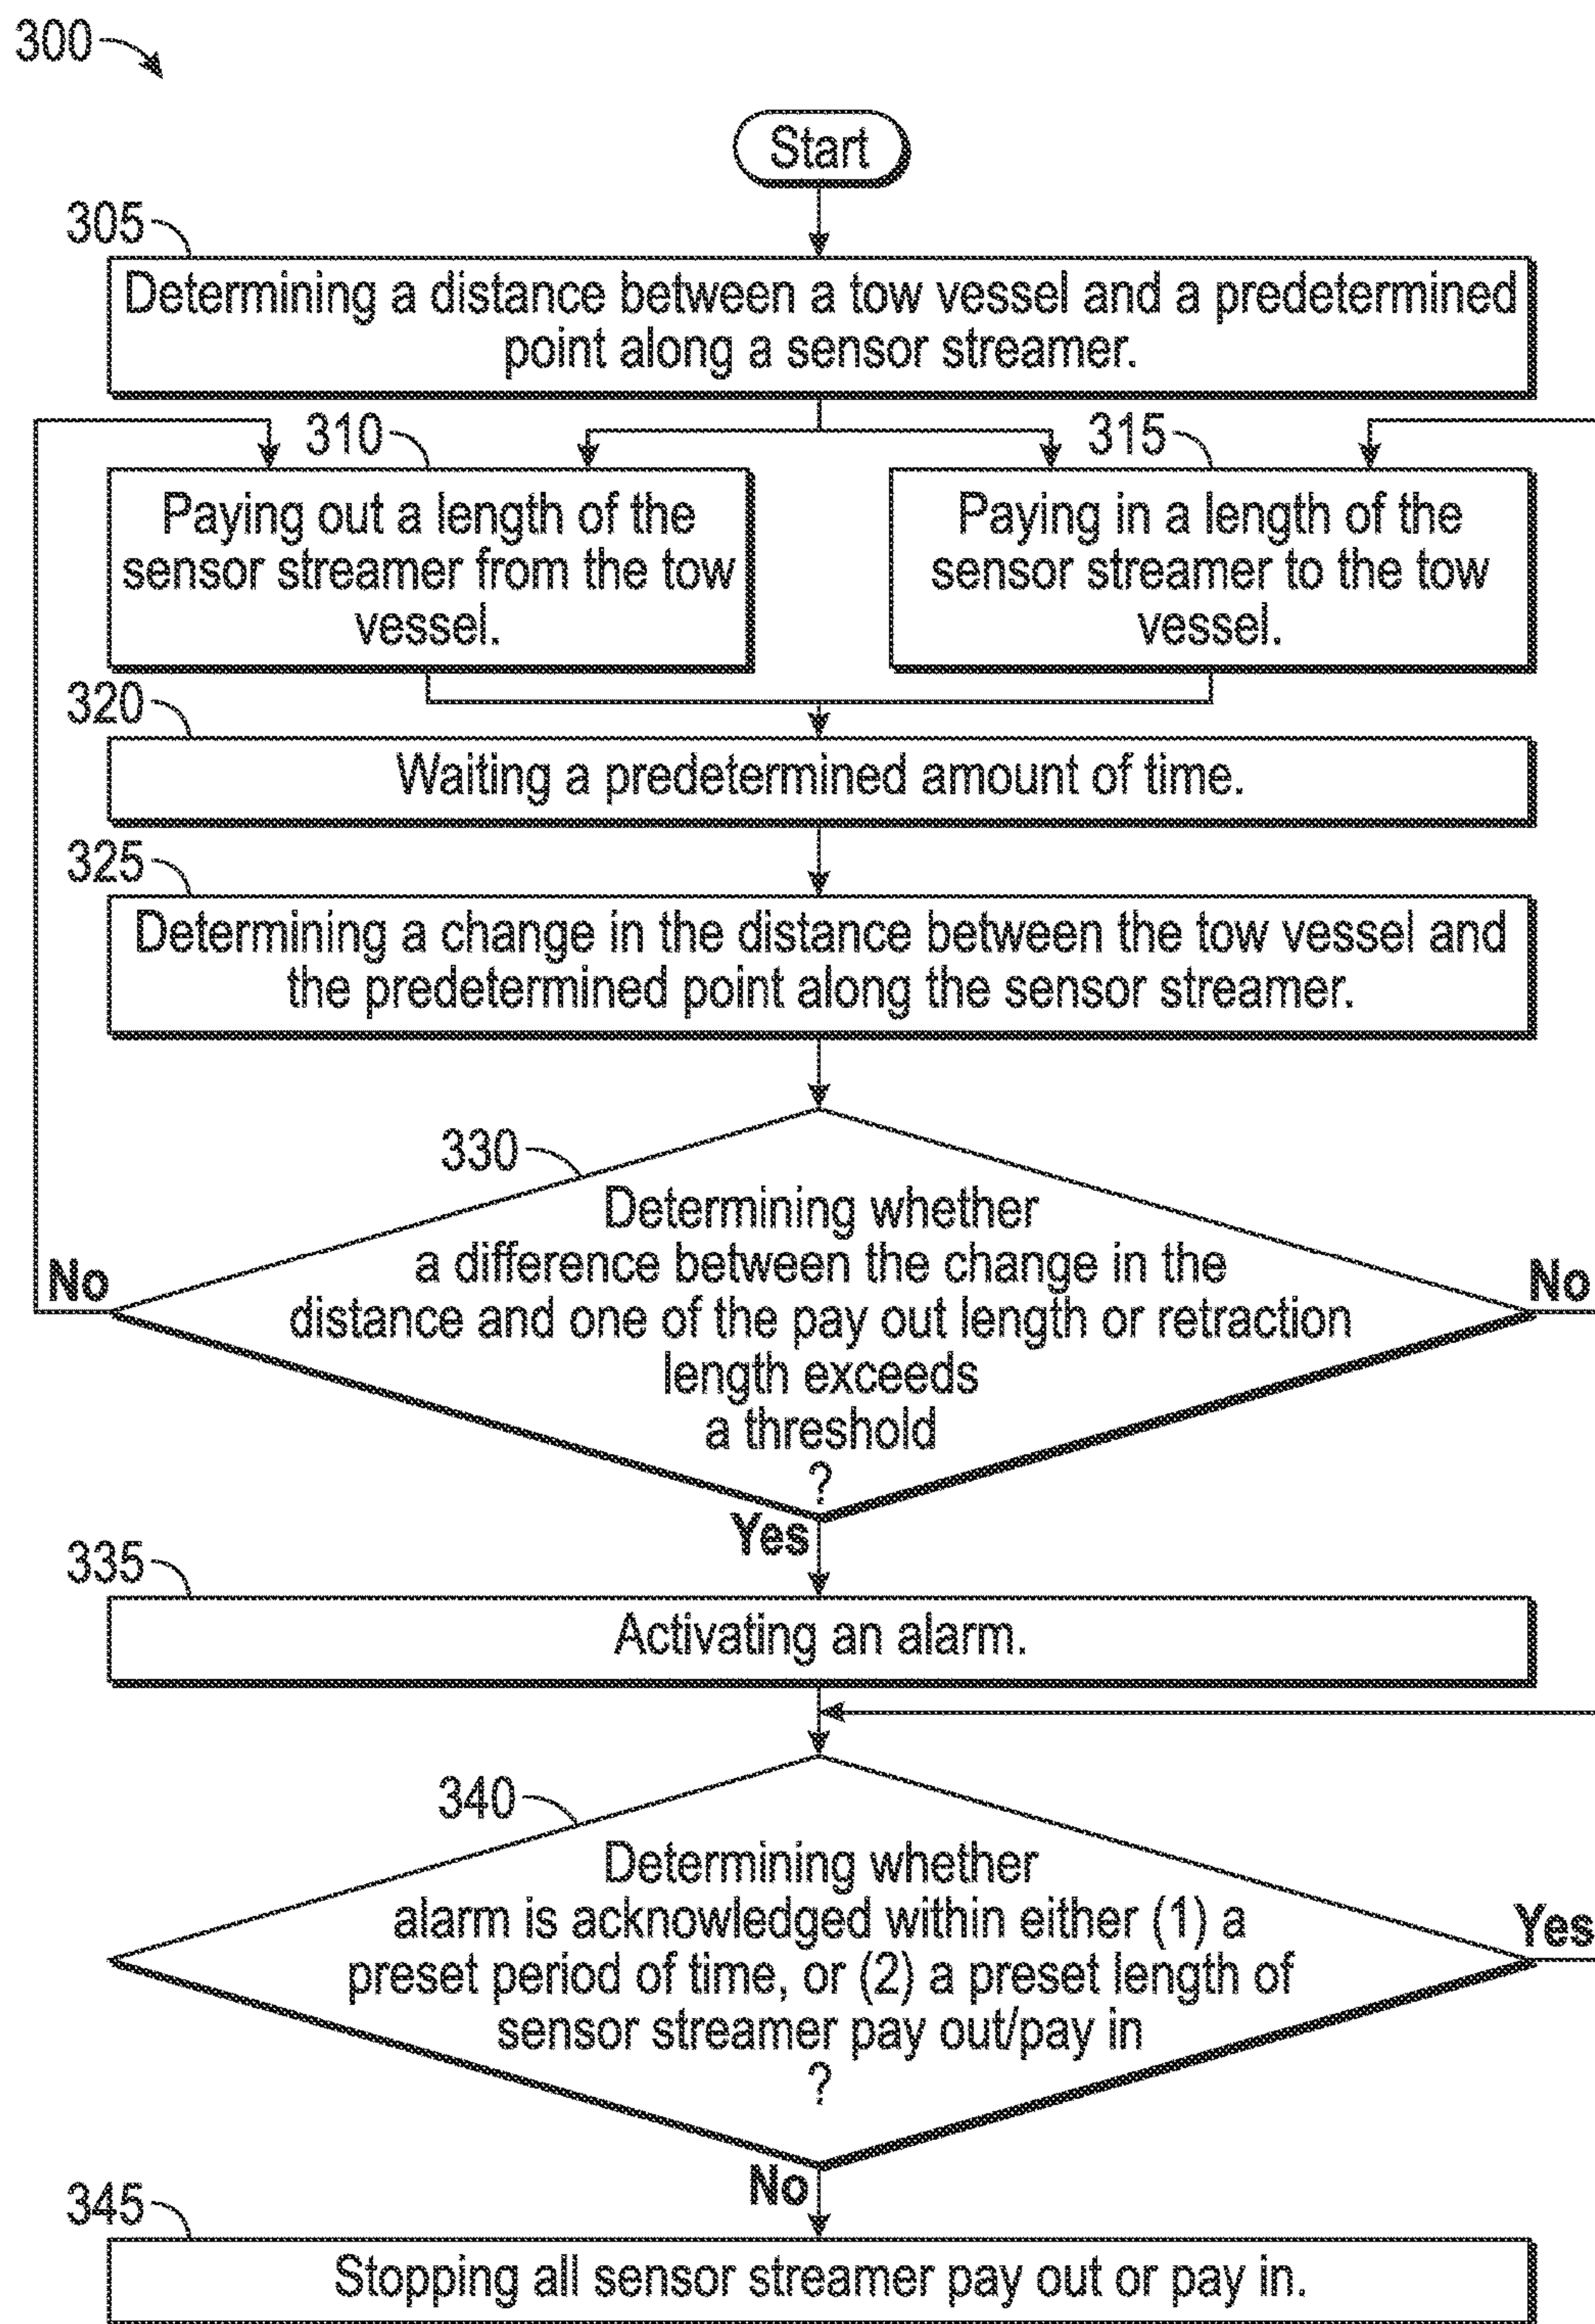 300
Start
305
Determining a distance between a tow vessel and a predetermined
point along a sensor streamer.
310
315
Paying out a length of the
sensor streamer from the tow
vessel.
Paying in a length of the
sensor streamer to the tow
vessel.
320
Waiting a predetermined amount of time.
325
Determining a change in the distance between the tow vessel and
the predetermined point along the sensor streamer.
330
Determining whether
a difference between the change in the
distance and one of the pay out length or retraction
length exceeds
a threshold
?
No
No
Yes
335
Activating an alarm.
340
Determining whether
alarm is acknowledged within either (1) a
preset period of time, or (2) a preset length of
sensor streamer pay out/pay in
?
Yes
No
345
Stopping all sensor streamer pay out or pay in.